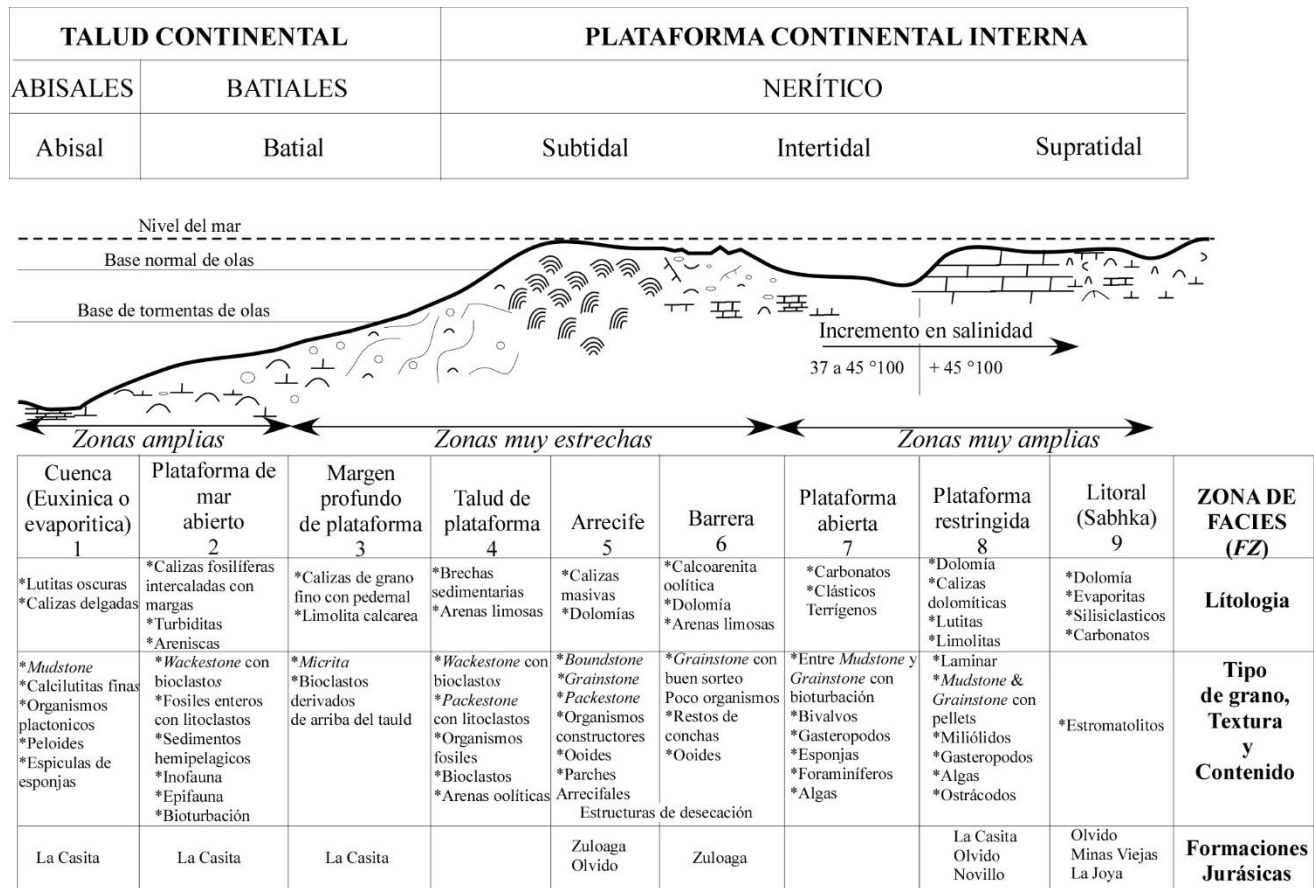 TALUD CONTINENTAL
PLATAFORMA CONTINENTAL INTERNA
ABISALES
BATIALES
NERÍTICO
Abisal
Batial
Subtidal
Intertidal
Supratidal
Nivel del mar
Base normal de olas
Base de tormentas de olas
Incremento en salinidad
37 a 45 °100
+ 45 °100
Zonas amplias
Zonas muy estrechas
Zonas muy amplias
Cuenca
(Euxinica o
evaporitica)
1
Plataforma de
mar
abierto
2
Margen
profundo
de plataforma
3
Talud de
plataforma
4
Arrecife
5
Barrera
6
Plataforma
abierta
7
Plataforma
restringida
8
Litoral
(Sabhka)
9
ZONA DE
FACIES
(FZ)
*Lutitas oscuras
*Calizas delgadas
*Calizas fosilíferas
intercaladas con
margas
*Turbiditas
*Areniscas
*Calizas de grano
fino con pedernal
*Limolita calcarea
*Brechas
sedimentarias
*Arenas limosas
*Calizas
masivas
*Dolomías
*Calcoarenita
oolítica
*Dolomía
*Arenas limosas
*Carbonatos
*Clásticos
Terrígenos
*Dolomía
*Calizas
dolomíticas
*Lutitas
*Limolitas
*Dolomía
*Evaporitas
*Silisiclasticos
*Carbonatos
Lítologia
*Mudstone
*Calcilutitas finas
*Organismos
plactonicos
*Peloides
*Espiculas de
esponjas
*Wackestone con
bioclastos
*Fosiles enteros
con litoclastos
*Sedimentos
hemipelagicos
*Inofauna
*Epifauna
*Bioturbación
*Micrita
*Bioclastos
derivados
de arriba del tauld
*Wackestone con
bioclastos
*Packestone
con litoclastos
*Organismos
fosiles
*Bioclastos
*Arenas oolíticas
*Boundstone
*Grainstone
*Packestone
*Organismos
constructores
*Ooides
*Parches
Arrecifales
*Grainstone con
buen sorteo
Poco organismos
*Restos de
conchas
*Ooides
Estructuras de desecación
*Entre Mudstone y
Grainstone con
bioturbación
*Bivalvos
*Gasteropodos
*Esponjas
*Foraminíferos
*Algas
*Laminar
*Mudstone &
Grainstone con
pellets
*Miliólidos
*Gasteropodos
*Algas
*Ostrácodos
*Estromatolitos
Tipo
de grano,
Textura
y
Contenido
La Casita
La Casita
La Casita
Zuloaga
Olvido
Zuloaga
La Casita
Olvido
Novillo
Olvido
Minas Viejas
La Joya
Formaciones
Jurásicas